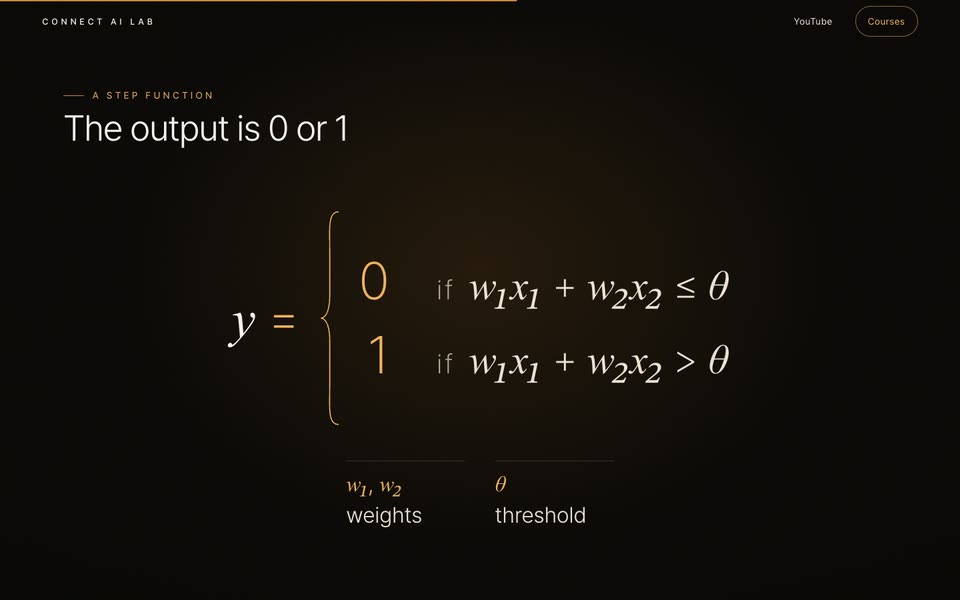 CONNECT AI LAB
YouTube
Courses
A STEP FUNCTION
The output is 0 or 1
y = { 0 if w₁x₁ + w₂x₂ ≤ θ
1 if w₁x₁ + w₂x₂ > θ
w₁, w₂
weights
θ
threshold